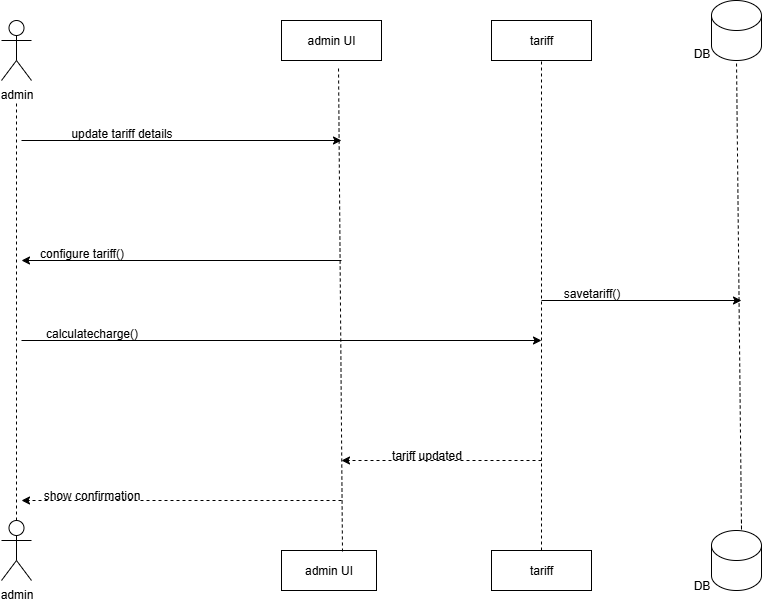 admin UI
tariff
DB
admin
update tariff details
configure tariff()
savetariff()
calculatecharge()
tariff updated
show confirmation
admin UI
tariff
DB
admin